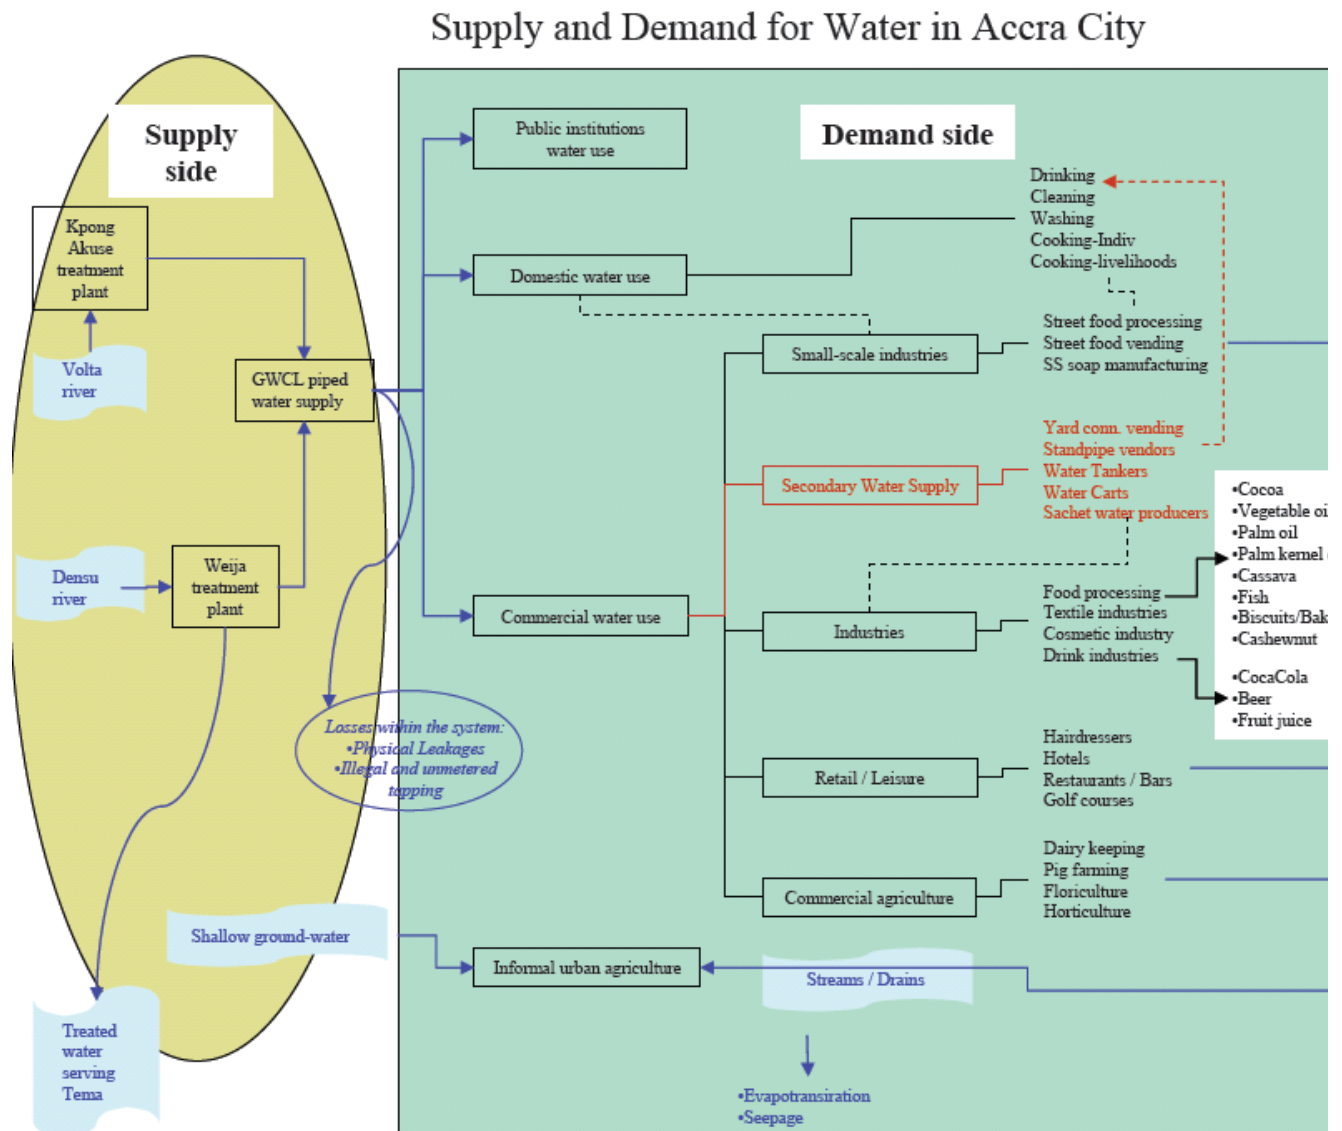 Supply and Demand for Water in Accra City
Supply
side
Kpong
Akuse
treatment
plant
Volta
river
GWCL piped
water supply
Densu
river
Weija
treatment
plant
Losses within the system:
•Physical Leakages
•Illegal and unmetered
tapping
Shallow ground-water
Treated
water
serving
Tema
Demand side
Public institutions
water use
Domestic water use
Drinking
Cleaning
Washing
Cooking-Indiv
Cooking-livelihoods
Small-scale industries
Street food processing
Street food vending
SS soap manufacturing
Secondary Water Supply
Yard conn. vending
Standpipe vendors
Water Tankers
Water Carts
Sachet water producers
Commercial water use
Industries
Food processing
Textile industries
Cosmetic industry
Drink industries
•Cocoa
•Vegetable oi
•Palm oil
•Palm kernel
•Cassava
•Fish
•Biscuits/Bak
•Cashewnut
•CocaCola
•Beer
•Fruit juice
Retail / Leisure
Hairdressers
Hotels
Restaurants / Bars
Golf courses
Commercial agriculture
Dairy keeping
Pig farming
Floriculture
Horticulture
Informal urban agriculture
Streams / Drains
•Evapotransiration
•Seepage